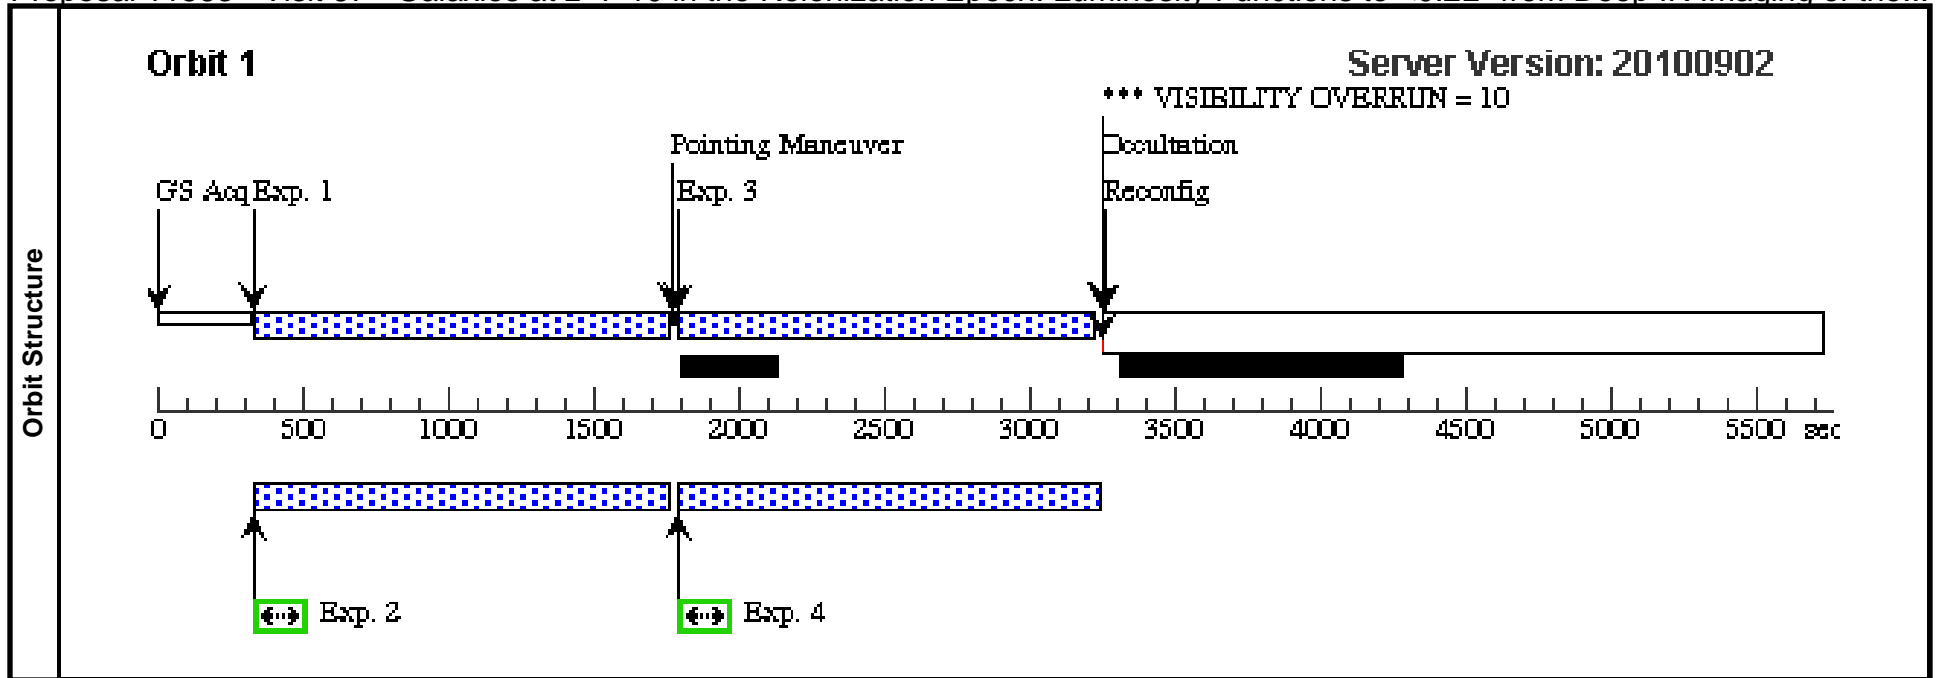 Orbit 1
Server Version: 20100902
*** VISIBILITY OVERRUN = 10
Pointing Maneuver
Occultation
GS Acq
Exp. 1
Exp. 3
Reconfig
Orbit Structure
0 500 1000 1500 2000 2500 3000 3500 4000 4500 5000 5500 sec
Exp. 2
Exp. 4